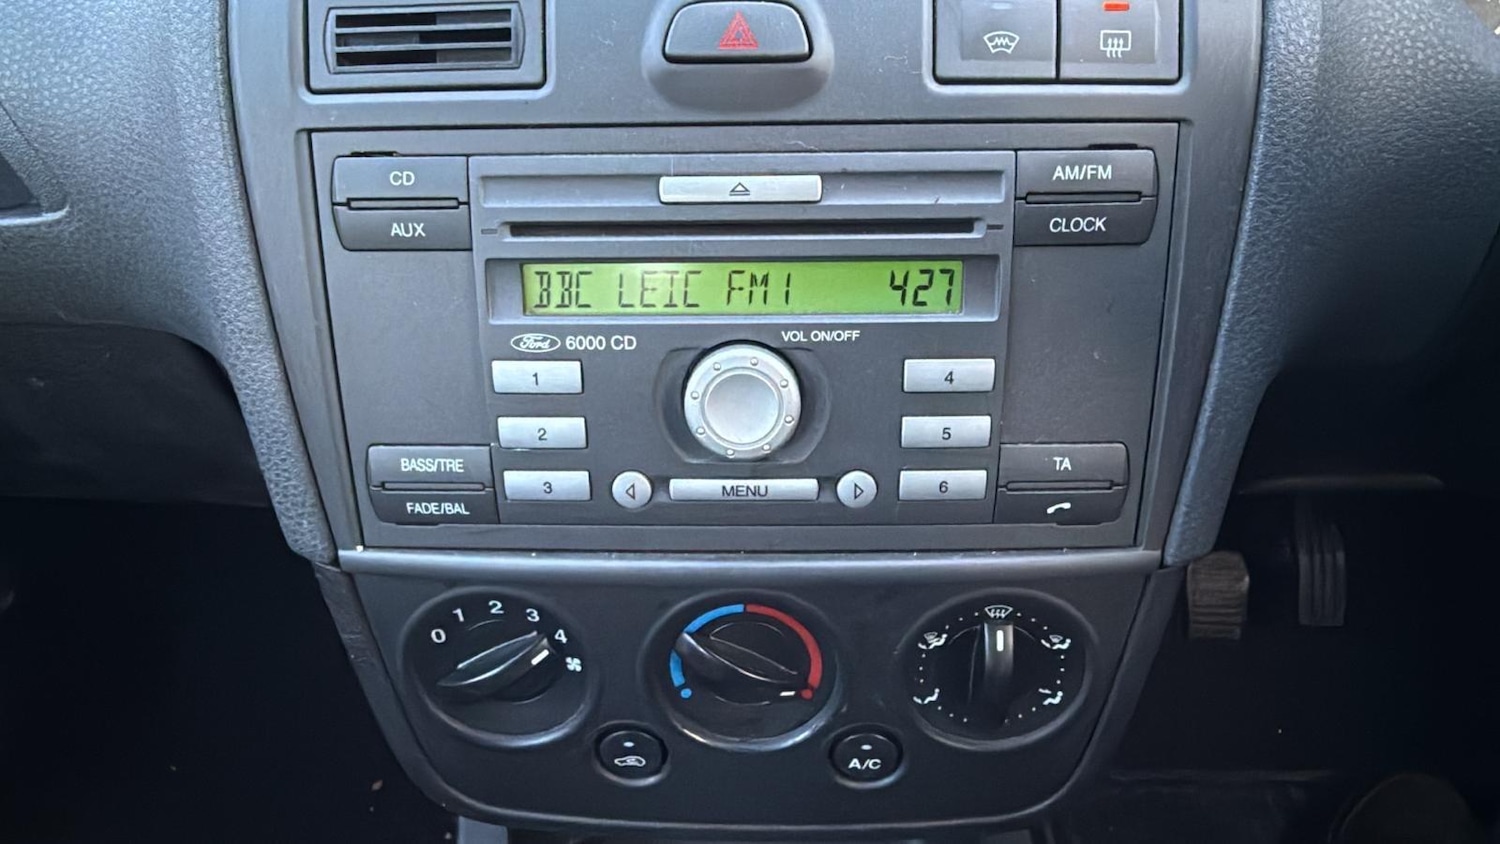 CD
AUX
AM/FM
CLOCK
BBC LEIC FM1 427
Ford 6000 CD
VOL ON/OFF
1
4
2
5
BASS/TRE
3
MENU
6
TA
FADE/BAL
0 1 2 3 4
A/C